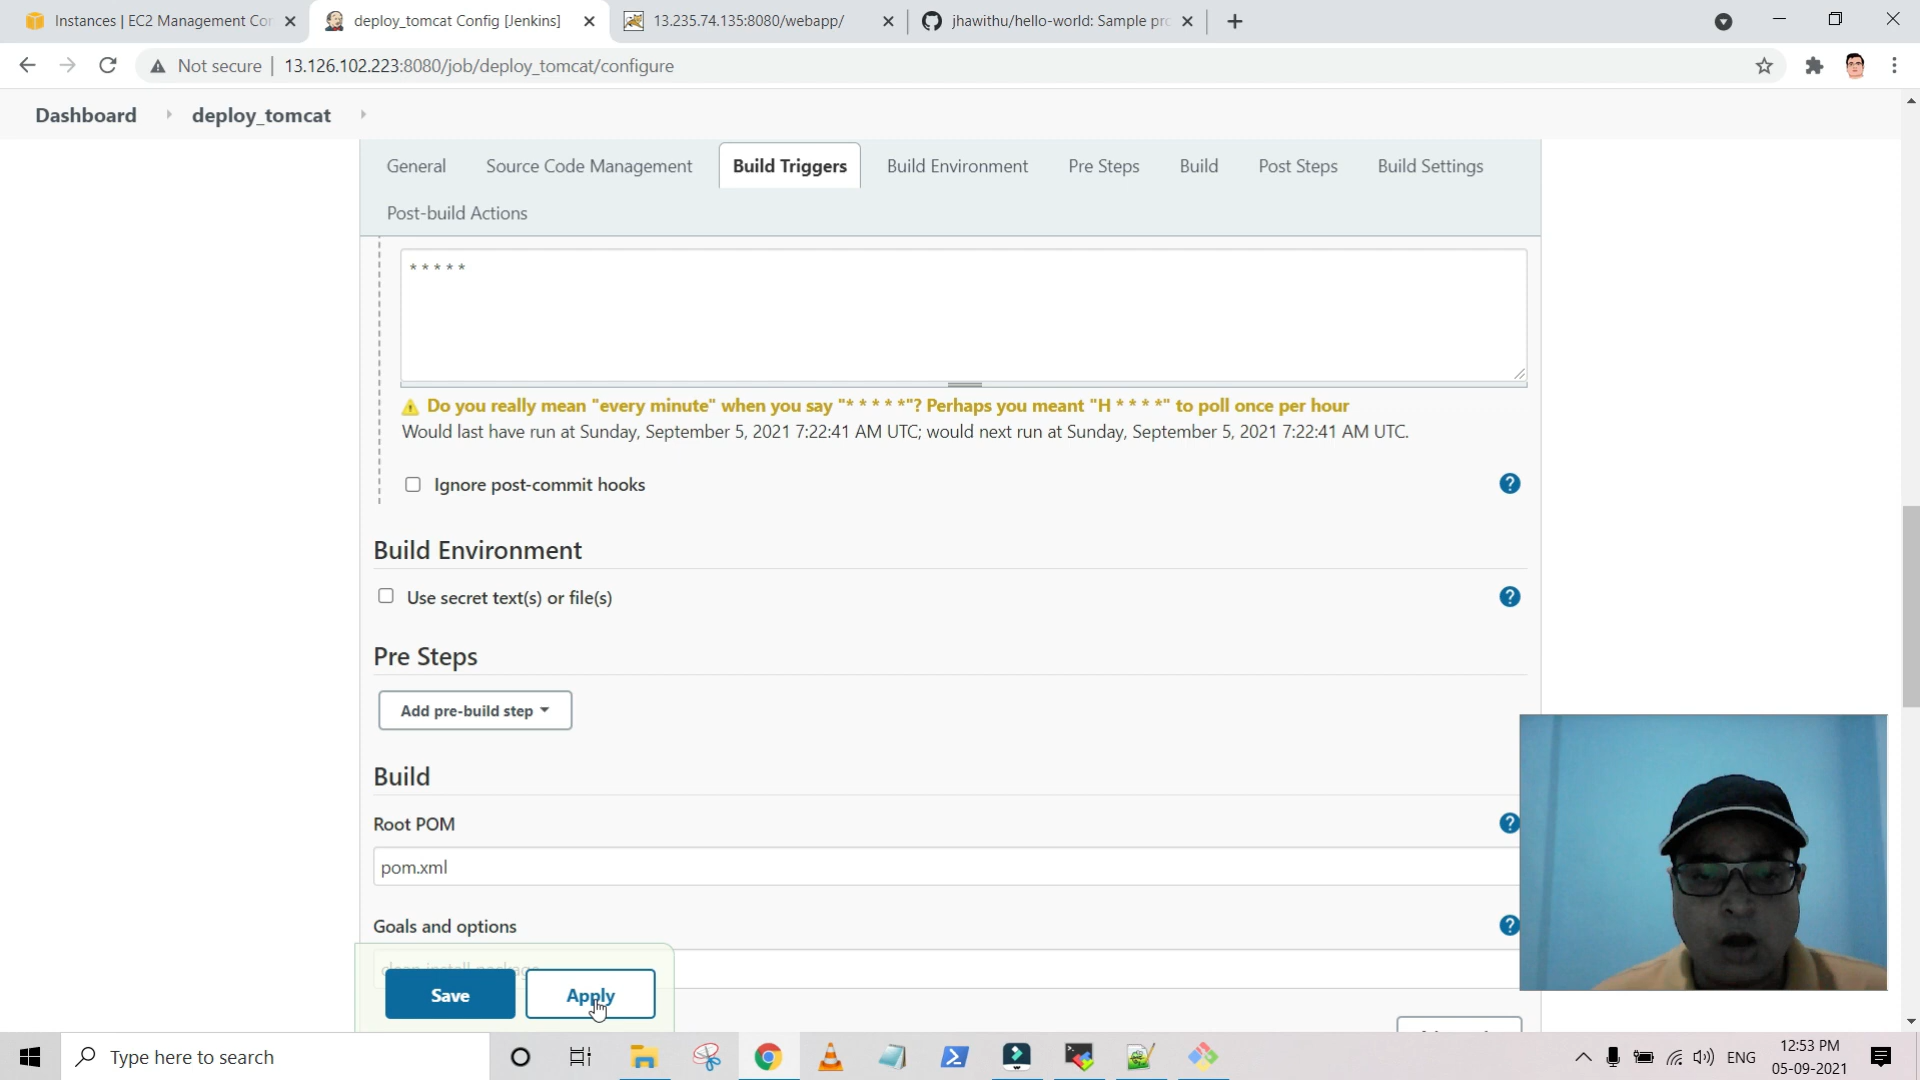 Instances | EC2 Management Con
deploy_tomcat Config [Jenkins]
13.235.74.135:8080/webapp/
jhawithu/hello-world: Sample pro
Not secure
13.126.102.223:8080/job/deploy_tomcat/configure
Dashboard
deploy_tomcat
General
Source Code Management
Build Triggers
Build Environment
Pre Steps
Build
Post Steps
Build Settings
Post-build Actions
* * * * *
Do you really mean "every minute" when you say "* * * * *"? Perhaps you meant "H * * * *" to poll once per hour
Would last have run at Sunday, September 5, 2021 7:22:41 AM UTC; would next run at Sunday, September 5, 2021 7:22:41 AM UTC.
Ignore post-commit hooks
?
Build Environment
Use secret text(s) or file(s)
?
Pre Steps
Add pre-build step
Build
Root POM
?
pom.xml
Goals and options
?
clean install package
Save
Apply
Type here to search
ENG
12:53 PM
05-09-2021